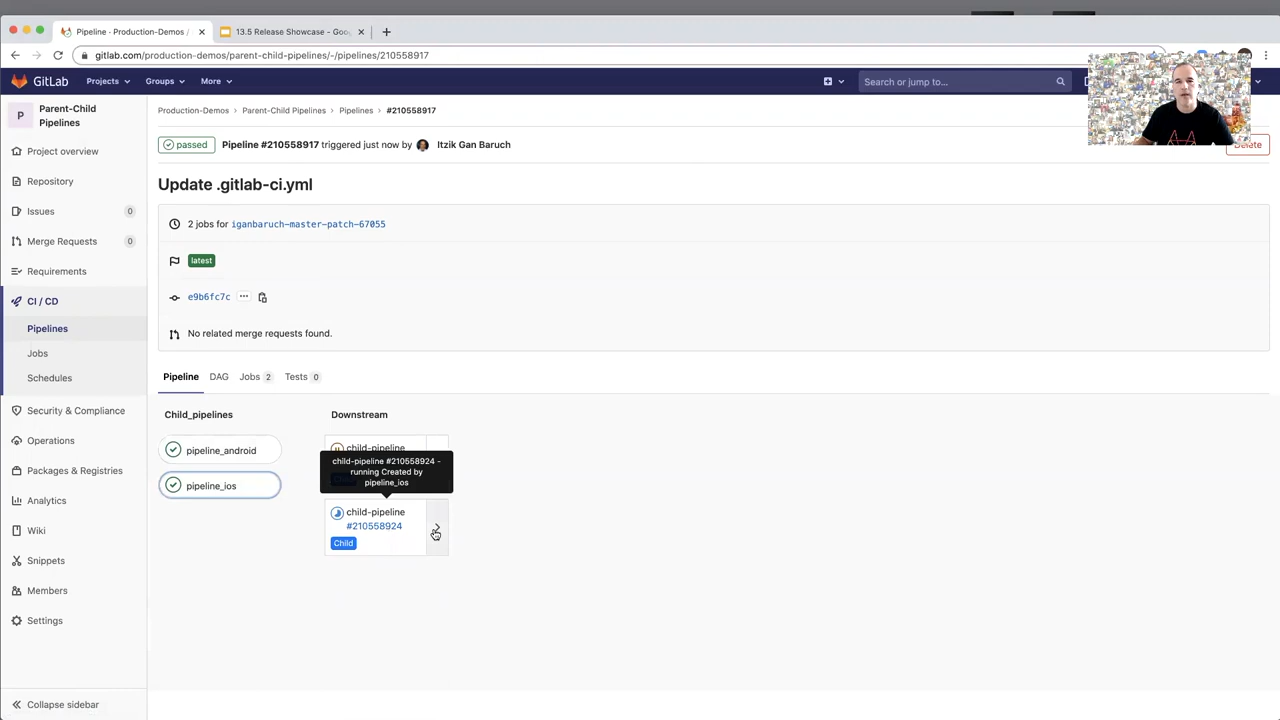 Pipeline · Production-Demos /
13.5 Release Showcase - Goo
gitlab.com/production-demos/parent-child-pipelines/-/pipelines/210558917
GitLab
Projects
Groups
More
Search or jump to...
P
Parent-Child
Pipelines
Project overview
Repository
Issues 0
Merge Requests 0
Requirements
CI / CD
Pipelines
Jobs
Schedules
Security & Compliance
Operations
Packages & Registries
Analytics
Wiki
Snippets
Members
Settings
Collapse sidebar
Production-Demos > Parent-Child Pipelines > Pipelines > #210558917
passed Pipeline #210558917 triggered just now by Itzik Gan Baruch
Delete
Update .gitlab-ci.yml
2 jobs for iganbaruch-master-patch-67055
latest
e9b6fc7c ...
No related merge requests found.
Pipeline DAG Jobs 2 Tests 0
Child_pipelines
Downstream
pipeline_android
pipeline_ios
child-pipeline
child-pipeline #210558924 -
running Created by
pipeline_ios
child-pipeline
#210558924
Child